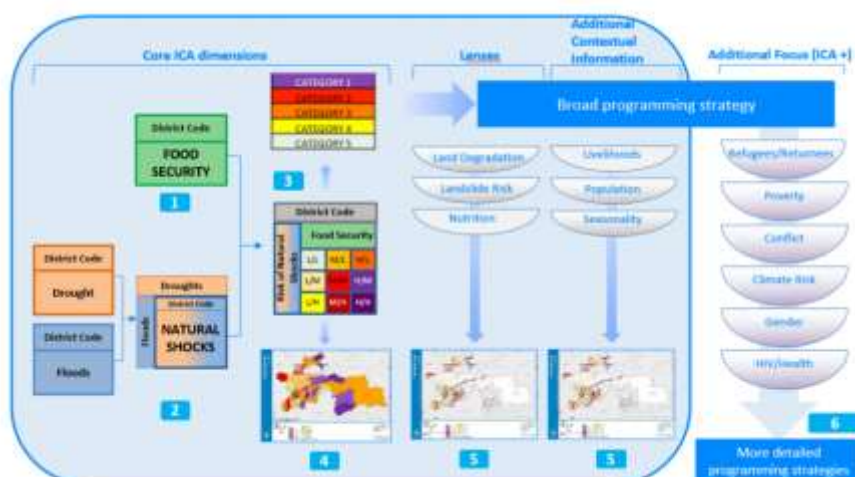 Core ICA dimensions
Lenses
Additional
Contextual
Information
Additional Focus [ICA +]
CATEGORY 1
CATEGORY 2
CATEGORY 3
CATEGORY 4
CATEGORY 5
Broad programming strategy
District Code
FOOD
SECURITY
1
3
Land Degradation
Landslide Risk
Nutrition
Livelihoods
Population
Seasonality
Refugees/Returnees
Poverty
Conflict
Climate Risk
Gender
HIV/Health
District Code
Food Security
Risk of Natural
Shocks
L/L
M/L
H/L
L/M
H/M
L/H
M/H
H/H
District Code
Drought
District Code
Floods
Droughts
Floods
District Code
NATURAL
SHOCKS
2
4
5
5
6
More detailed
programming strategies